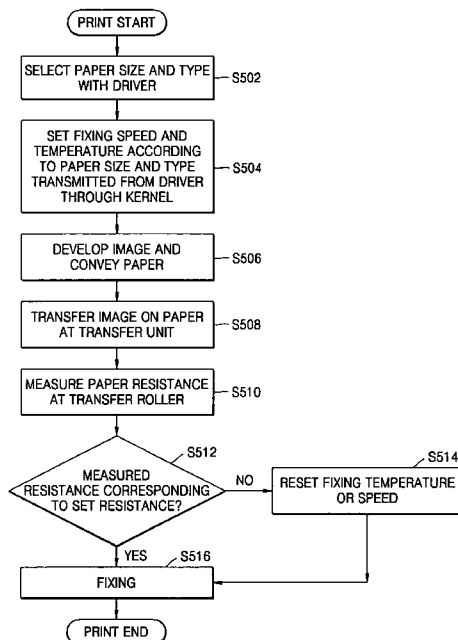 PRINT START
SELECT PAPER SIZE AND TYPE
WITH DRIVER
S502
SET FIXING SPEED AND
TEMPERATURE ACCORDING
TO PAPER SIZE AND TYPE
TRANSMITTED FROM DRIVER
THROUGH KERNEL
S504
DEVELOP IMAGE AND
CONVEY PAPER
S506
TRANSFER IMAGE ON PAPER
AT TRANSFER UNIT
S508
MEASURE PAPER RESISTANCE
AT TRANSFER ROLLER
S510
S512
MEASURED
RESISTANCE CORRESPONDING
TO SET RESISTANCE?
NO
S514
RESET FIXING TEMPERATURE
OR SPEED
YES
S516
FIXING
PRINT END